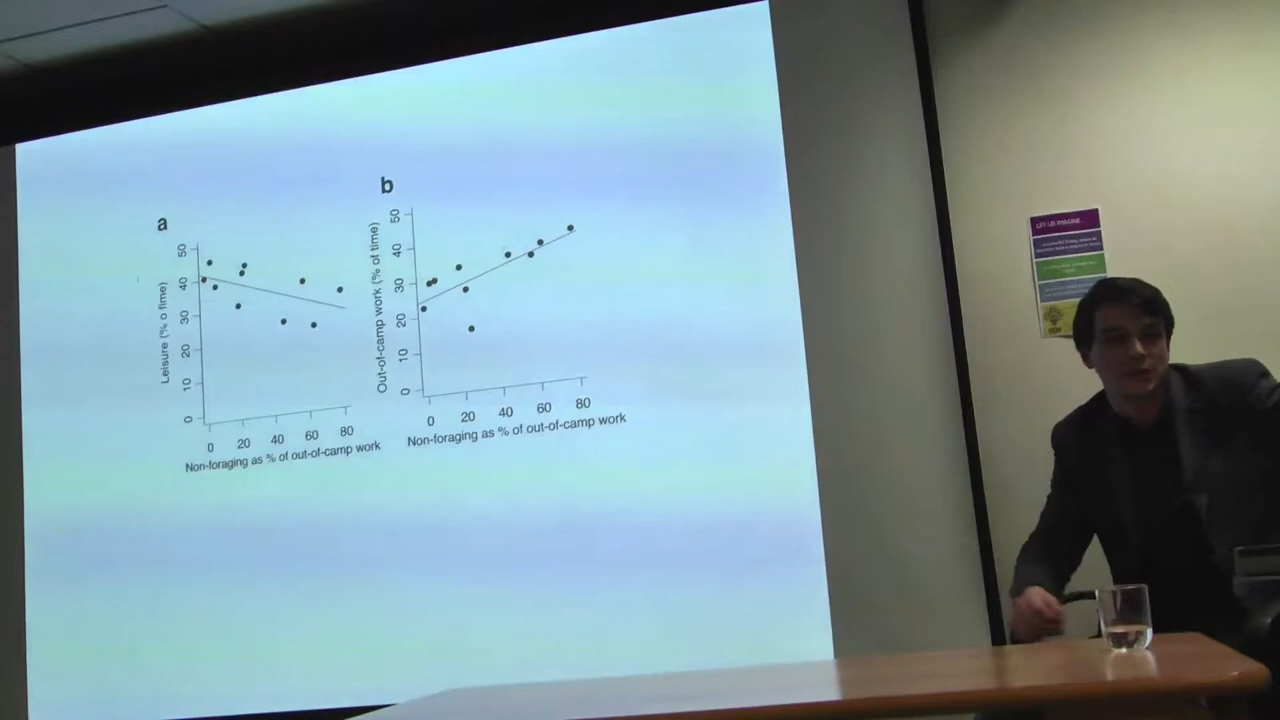 a
50
40
30
20
10
0
Leisure (% o time)
0 20 40 60 80
Non-foraging as % of out-of-camp work
b
50
40
30
20
10
0
Out-of-camp work (% of time)
0 20 40 60 80
Non-foraging as % of out-of-camp work
LET US IMAGINE